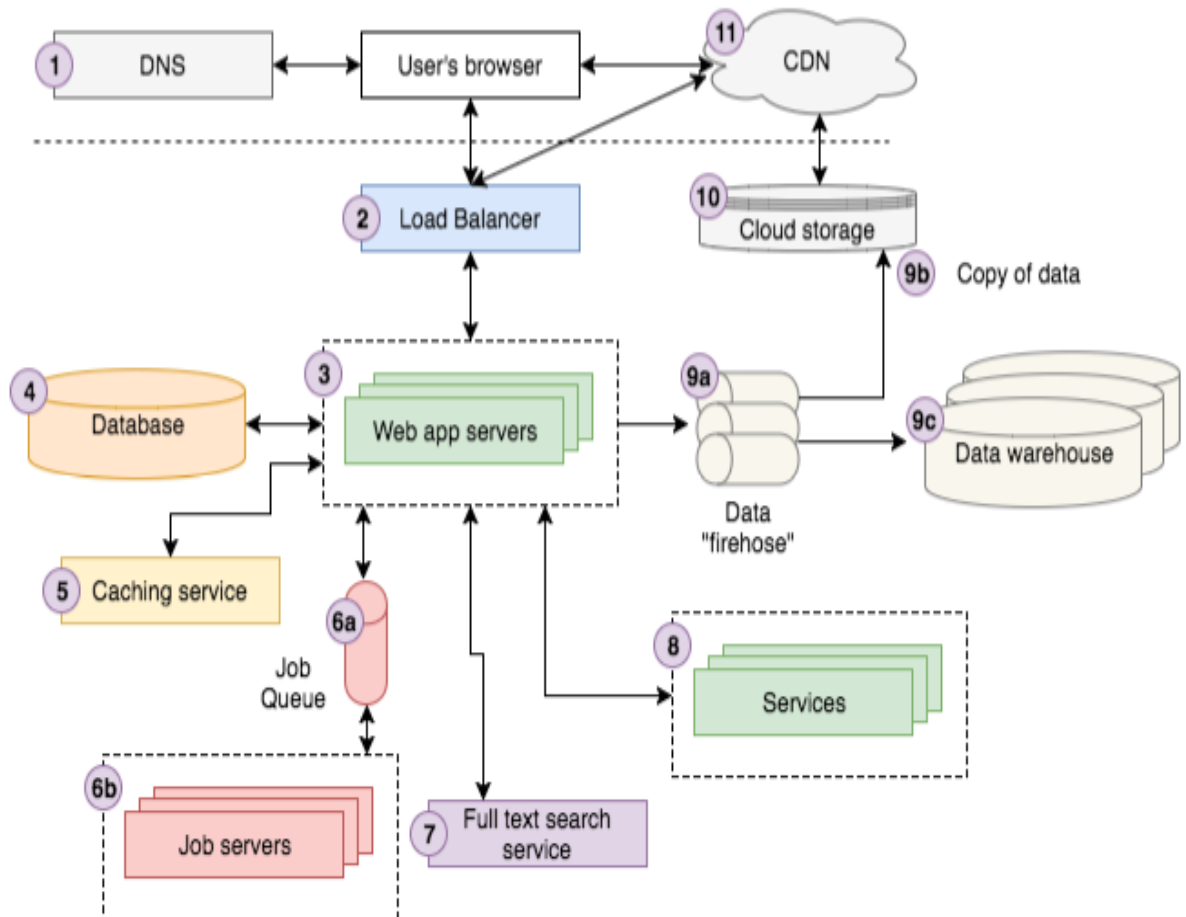 1
DNS
User's browser
11
CDN
2
Load Balancer
10
Cloud storage
9b
Copy of data
3
Web app servers
4
Database
9a
Data
"firehose"
9c
Data warehouse
5
Caching service
6a
Job
Queue
8
Services
6b
Job servers
7
Full text search
service